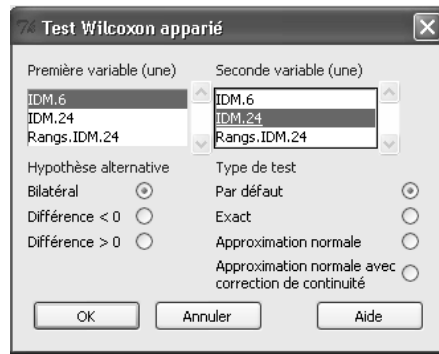 Test Wilcoxon apparié
Première variable (une)
Seconde variable (une)
IDM.6
IDM.24
Rangs.IDM.24
IDM.6
IDM.24
Rangs.IDM.24
Hypothèse alternative
Type de test
Bilatéral
Par défaut
Différence < 0
Exact
Différence > 0
Approximation normale
Approximation normale avec
correction de continuité
OK
Annuler
Aide